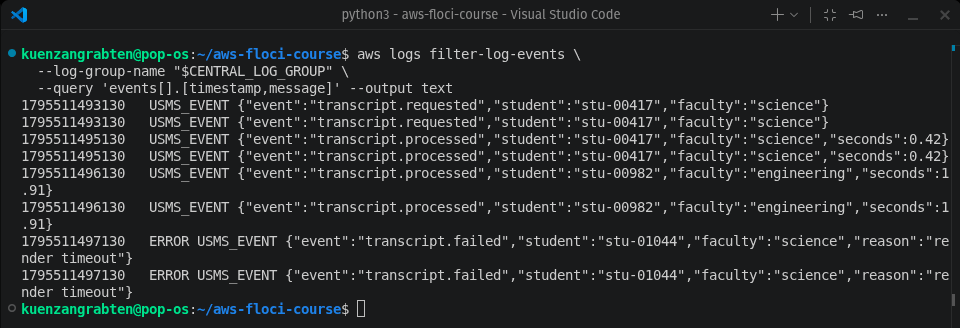 python3 - aws-floci-course - Visual Studio Code
kuenzangrabten@pop-os:~/aws-floci-course$ aws logs filter-log-events \
  --log-group-name "$CENTRAL_LOG_GROUP" \
  --query 'events[].[timestamp,message]' --output text
1795511493130   USMS_EVENT {"event":"transcript.requested","student":"stu-00417","faculty":"science"}
1795511493130   USMS_EVENT {"event":"transcript.requested","student":"stu-00417","faculty":"science"}
1795511495130   USMS_EVENT {"event":"transcript.processed","student":"stu-00417","faculty":"science","seconds":0.42}
1795511495130   USMS_EVENT {"event":"transcript.processed","student":"stu-00417","faculty":"science","seconds":0.42}
1795511496130   USMS_EVENT {"event":"transcript.processed","student":"stu-00982","faculty":"engineering","seconds":1
.91}
1795511496130   USMS_EVENT {"event":"transcript.processed","student":"stu-00982","faculty":"engineering","seconds":1
.91}
1795511497130   ERROR USMS_EVENT {"event":"transcript.failed","student":"stu-01044","faculty":"science","reason":"re
nder timeout"}
1795511497130   ERROR USMS_EVENT {"event":"transcript.failed","student":"stu-01044","faculty":"science","reason":"re
nder timeout"}
kuenzangrabten@pop-os:~/aws-floci-course$